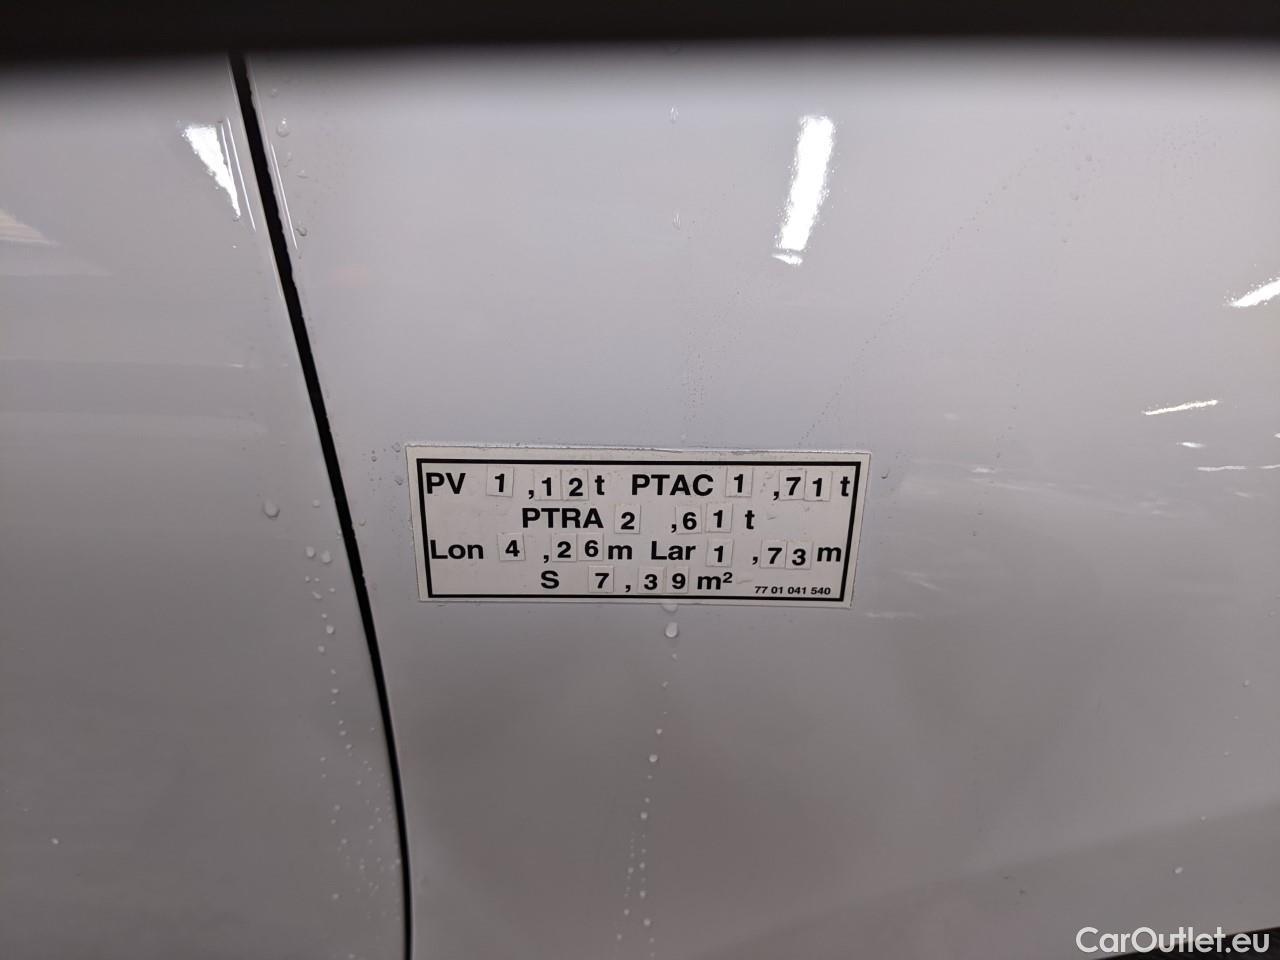 PV 1,12t PTAC 1,71t
PTRA 2,61t
Lon 4,26m Lar 1,73m
S 7,39m²
77 01 041 540
CarOutlet.eu